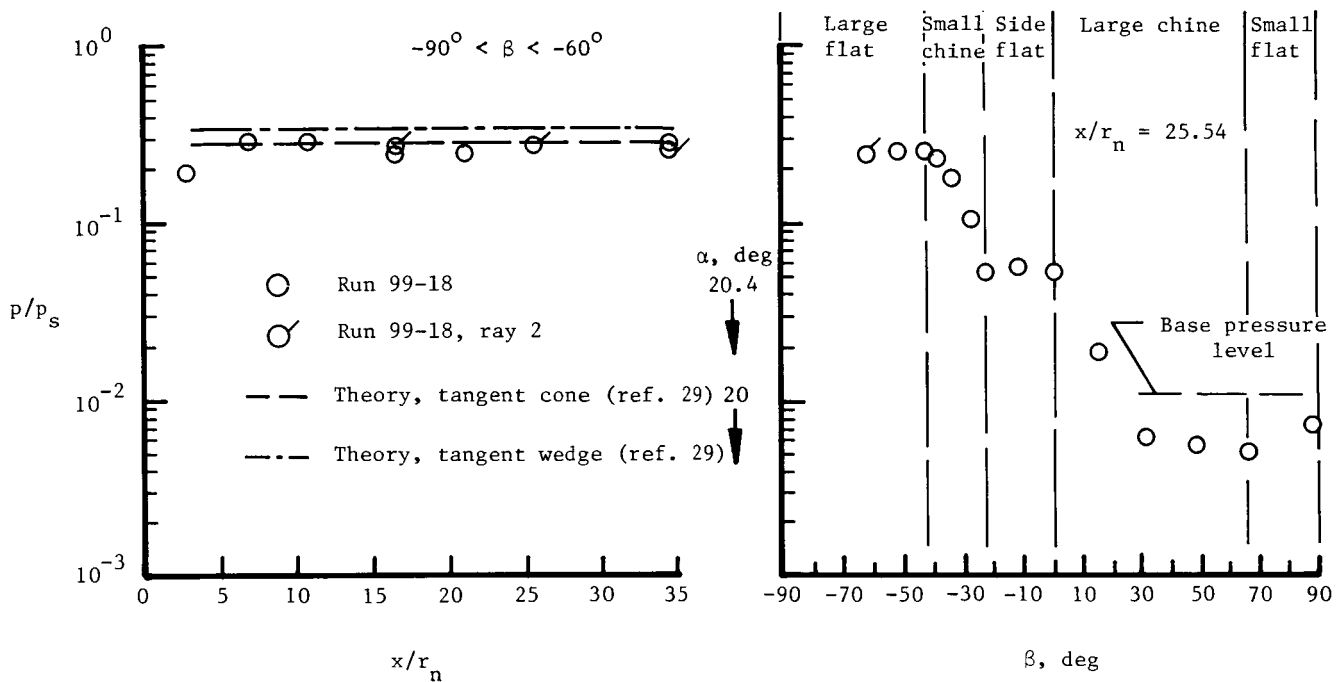 10^0
10^-1
10^-2
10^-3
p/p_s
-90° < β < -60°
Run 99-18
Run 99-18, ray 2
Theory, tangent cone (ref. 29)
Theory, tangent wedge (ref. 29)
α, deg
20.4
20
0 5 10 15 20 25 30 35
x/r_n
Large flat
Small chine
Side flat
Large chine
Small flat
x/r_n = 25.54
Base pressure
level
-90 -70 -50 -30 -10 10 30 50 70 90
β, deg